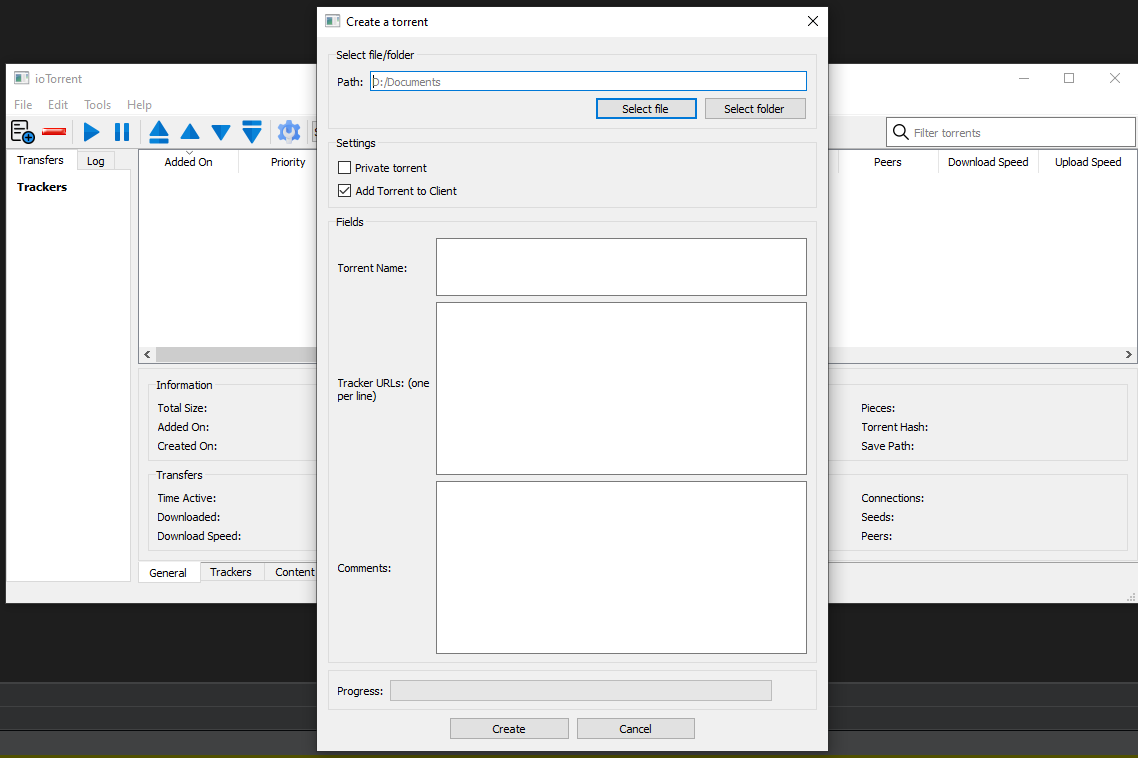 Create a torrent
Select file/folder
Path: D:/Documents
Select file Select folder
Settings
Private torrent
Add Torrent to Client
Fields
Torrent Name:
Tracker URLs: (one
per line)
Comments:
Progress:
Create Cancel
ioTorrent
File Edit Tools Help
Filter torrents
Transfers Log
Trackers
Added On Priority Peers Download Speed Upload Speed
Information
Total Size:
Added On:
Created On:
Pieces:
Torrent Hash:
Save Path:
Transfers
Time Active:
Downloaded:
Download Speed:
Connections:
Seeds:
Peers:
General Trackers Content